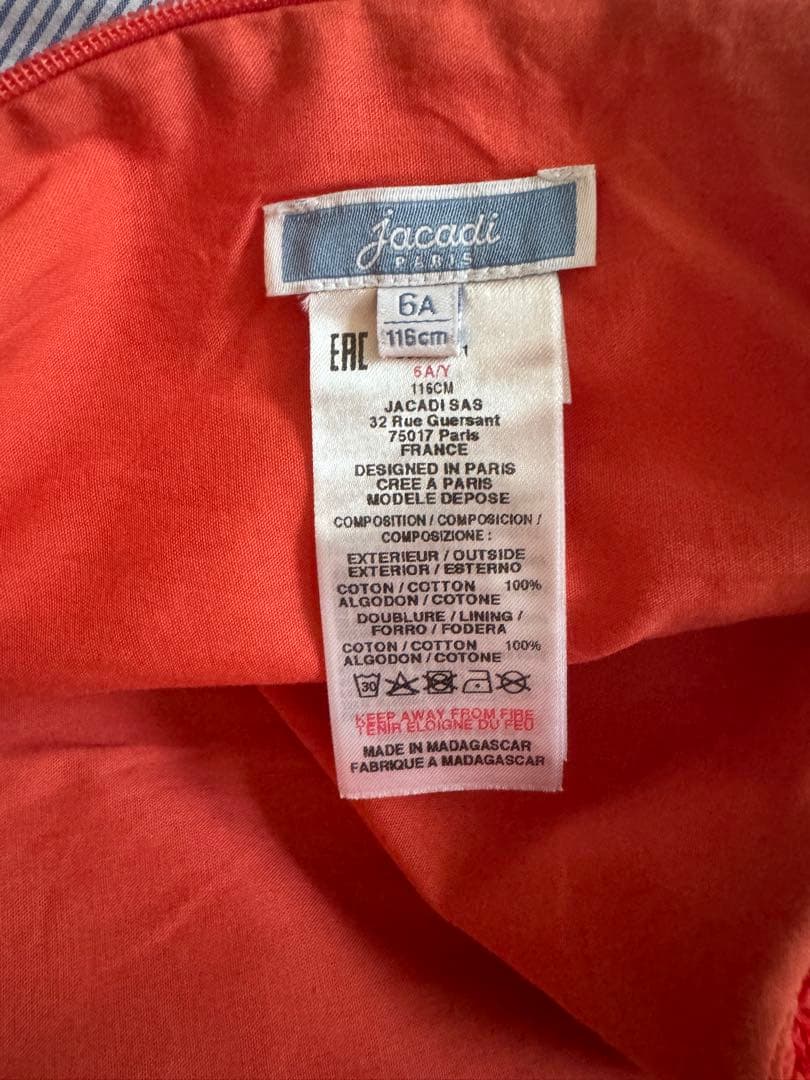 jacadi
PARIS
6A
116cm
EAC
6A/Y
116CM
JACADI SAS
32 Rue Guersant
75017 Paris
FRANCE
DESIGNED IN PARIS
CREE A PARIS
MODELE DEPOSE
COMPOSITION / COMPOSICION /
COMPOSIZIONE :
EXTERIEUR / OUTSIDE
EXTERIOR / ESTERNO
COTON / COTTON 100%
ALGODON / COTONE
DOUBLURE / LINING /
FORRO / FODERA
COTON / COTTON 100%
ALGODON / COTONE
30
KEEP AWAY FROM FIRE
TENIR ELOIGNE DU FEU
MADE IN MADAGASCAR
FABRIQUE A MADAGASCAR